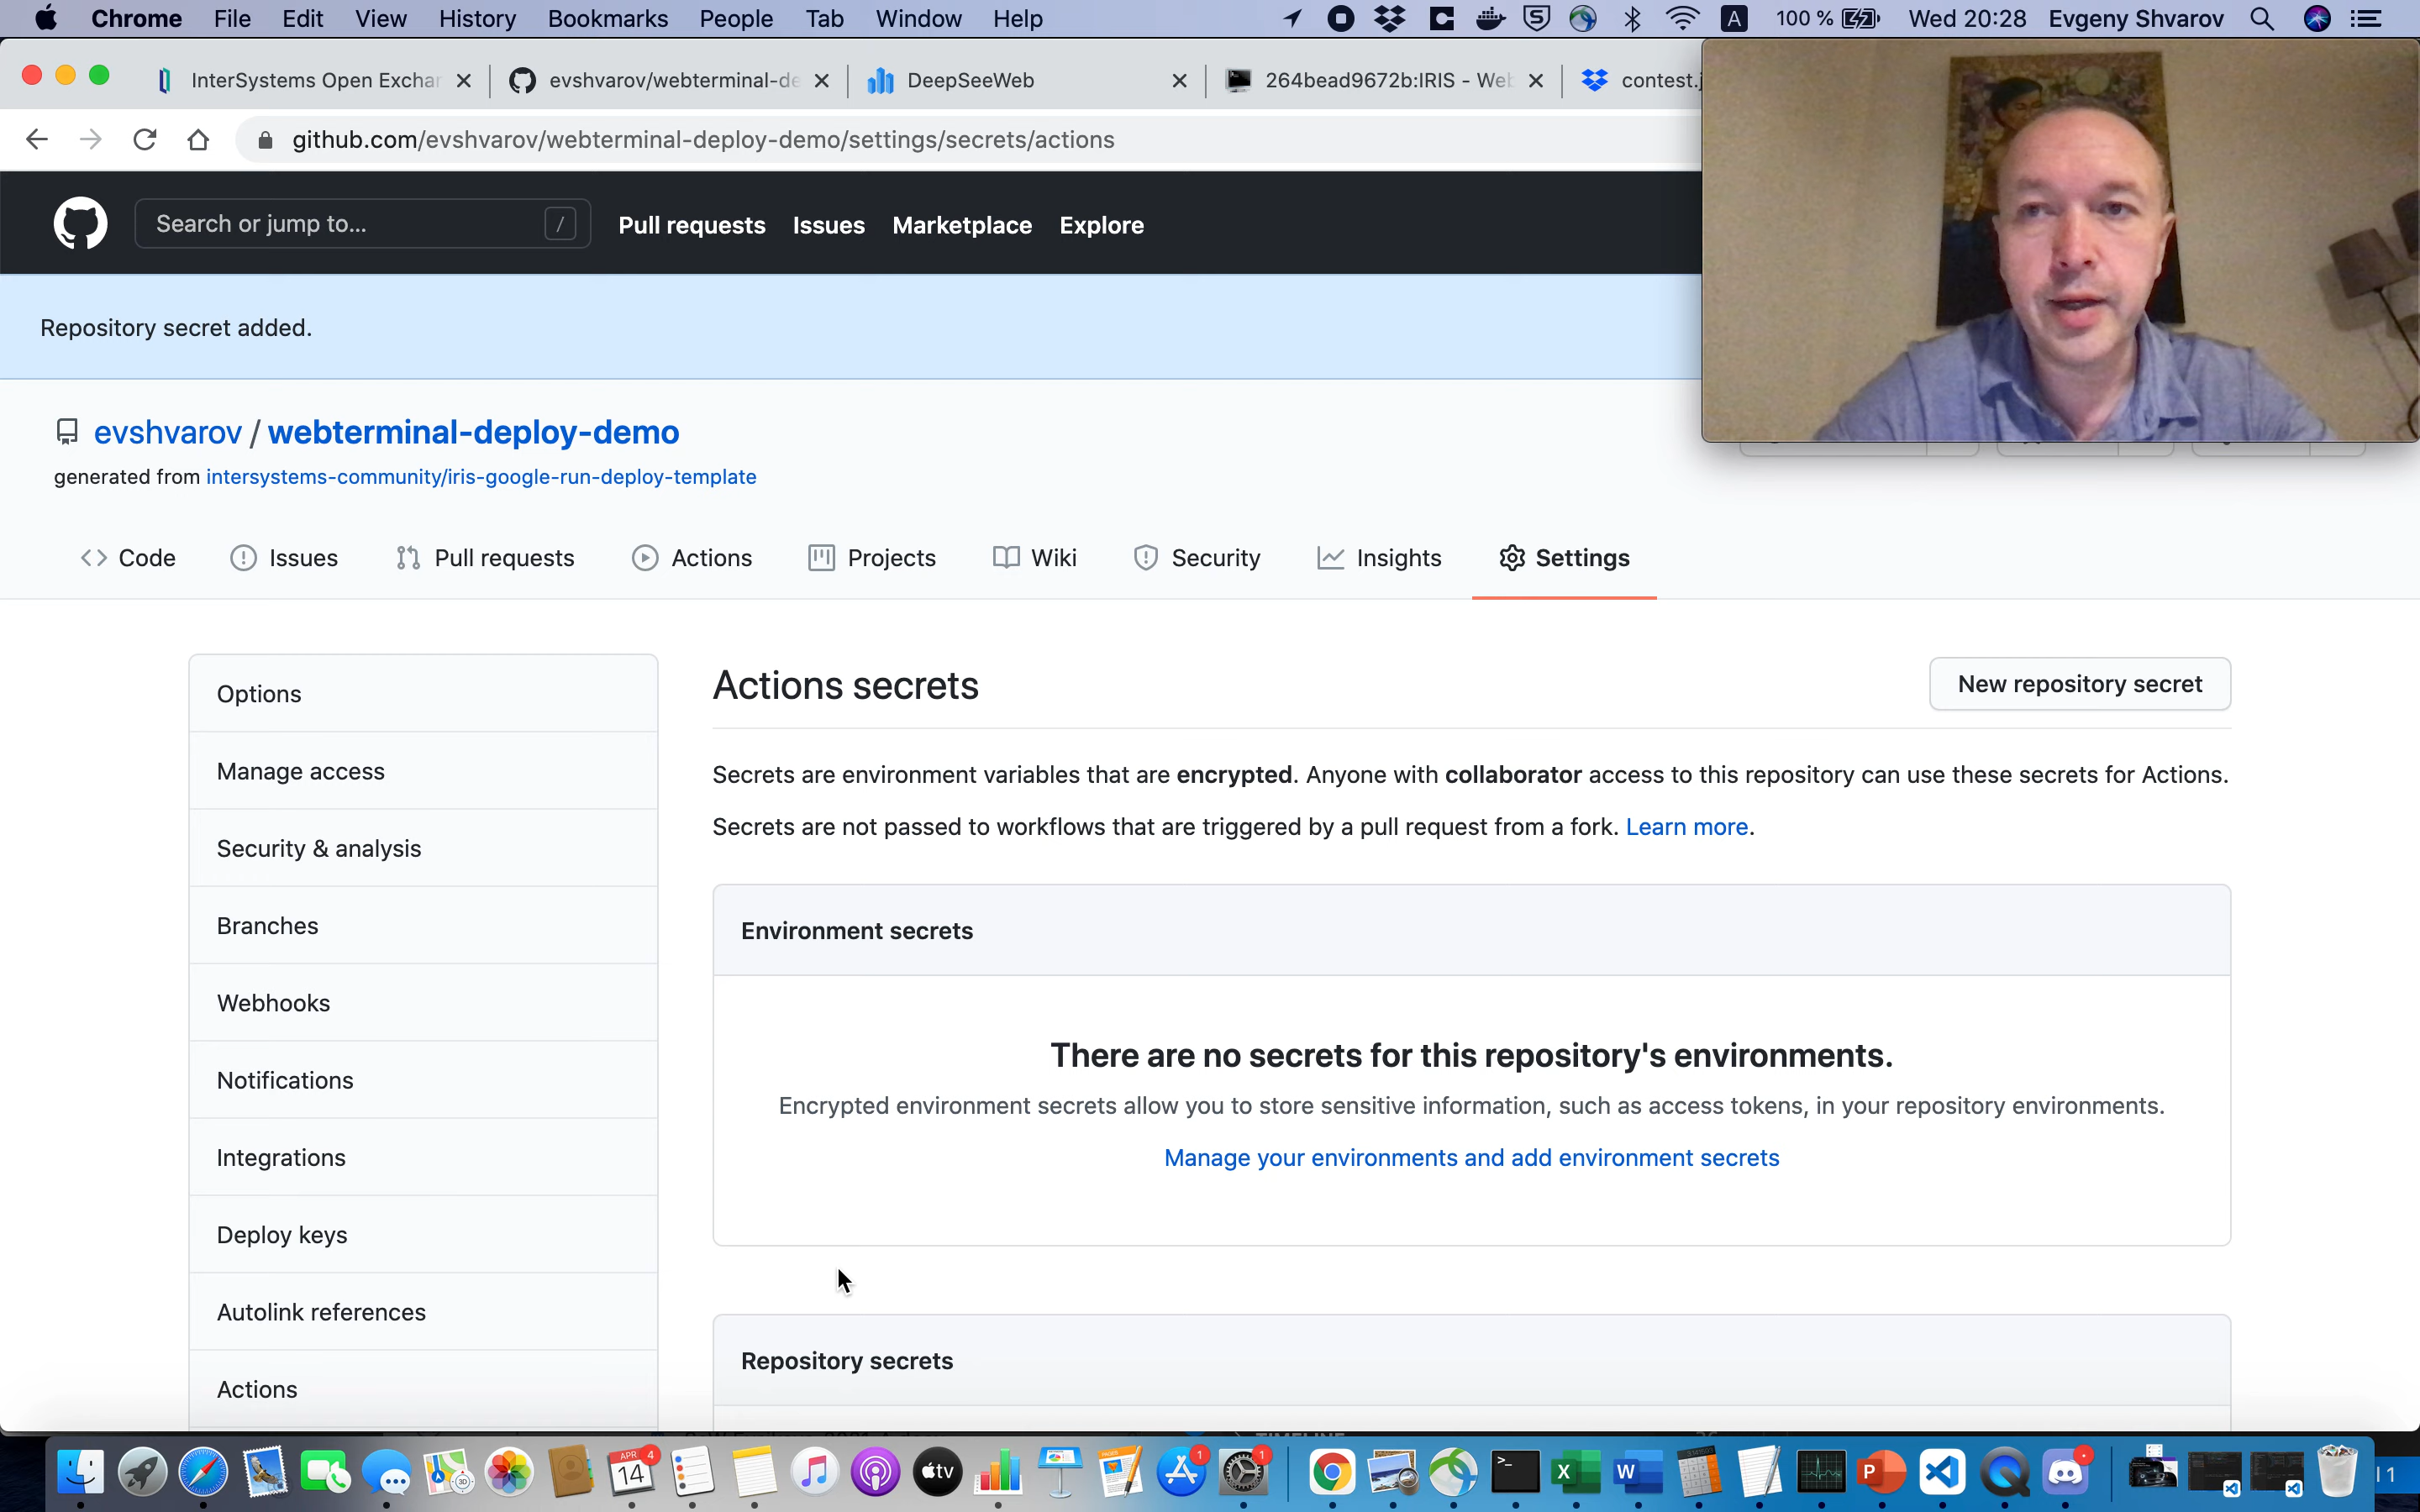 Chrome File Edit View History Bookmarks People Tab Window Help A 100 % Wed 20:28 Evgeny Shvarov
InterSystems Open Exchar evshvarov/webterminal-de DeepSeeWeb 264bead9672b:IRIS - Web contest.j
github.com/evshvarov/webterminal-deploy-demo/settings/secrets/actions
Search or jump to... / Pull requests Issues Marketplace Explore
Repository secret added.
evshvarov / webterminal-deploy-demo
generated from intersystems-community/iris-google-run-deploy-template
Code Issues Pull requests Actions Projects Wiki Security Insights Settings
Options
Manage access
Security & analysis
Branches
Webhooks
Notifications
Integrations
Deploy keys
Autolink references
Actions
Actions secrets
New repository secret
Secrets are environment variables that are encrypted. Anyone with collaborator access to this repository can use these secrets for Actions.
Secrets are not passed to workflows that are triggered by a pull request from a fork. Learn more.
Environment secrets
There are no secrets for this repository's environments.
Encrypted environment secrets allow you to store sensitive information, such as access tokens, in your repository environments.
Manage your environments and add environment secrets
Repository secrets
APR 4
14
tv
1
1